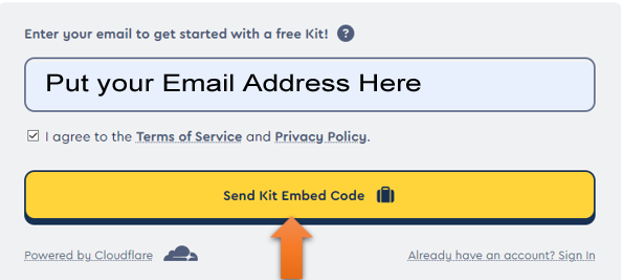 Enter your email to get started with a free Kit! ?
Put your Email Address Here
I agree to the Terms of Service and Privacy Policy.
Send Kit Embed Code
Powered by Cloudflare
Already have an account? Sign In